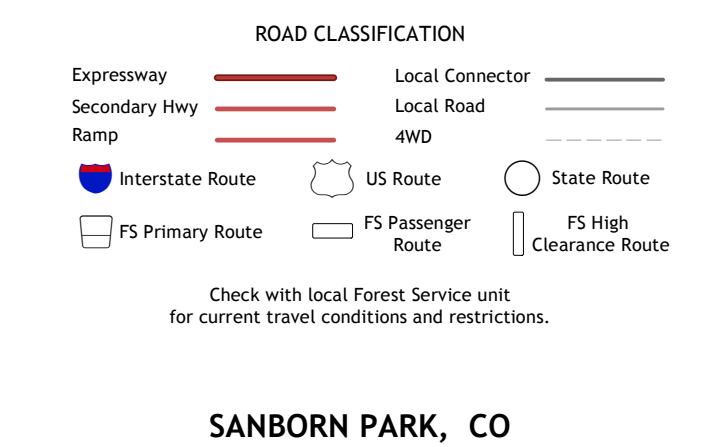 ROAD CLASSIFICATION
Expressway
Local Connector
Secondary Hwy
Local Road
Ramp
4WD
Interstate Route
US Route
State Route
FS Primary Route
FS Passenger
Route
FS High
Clearance Route
Check with local Forest Service unit
for current travel conditions and restrictions.
SANBORN PARK, CO